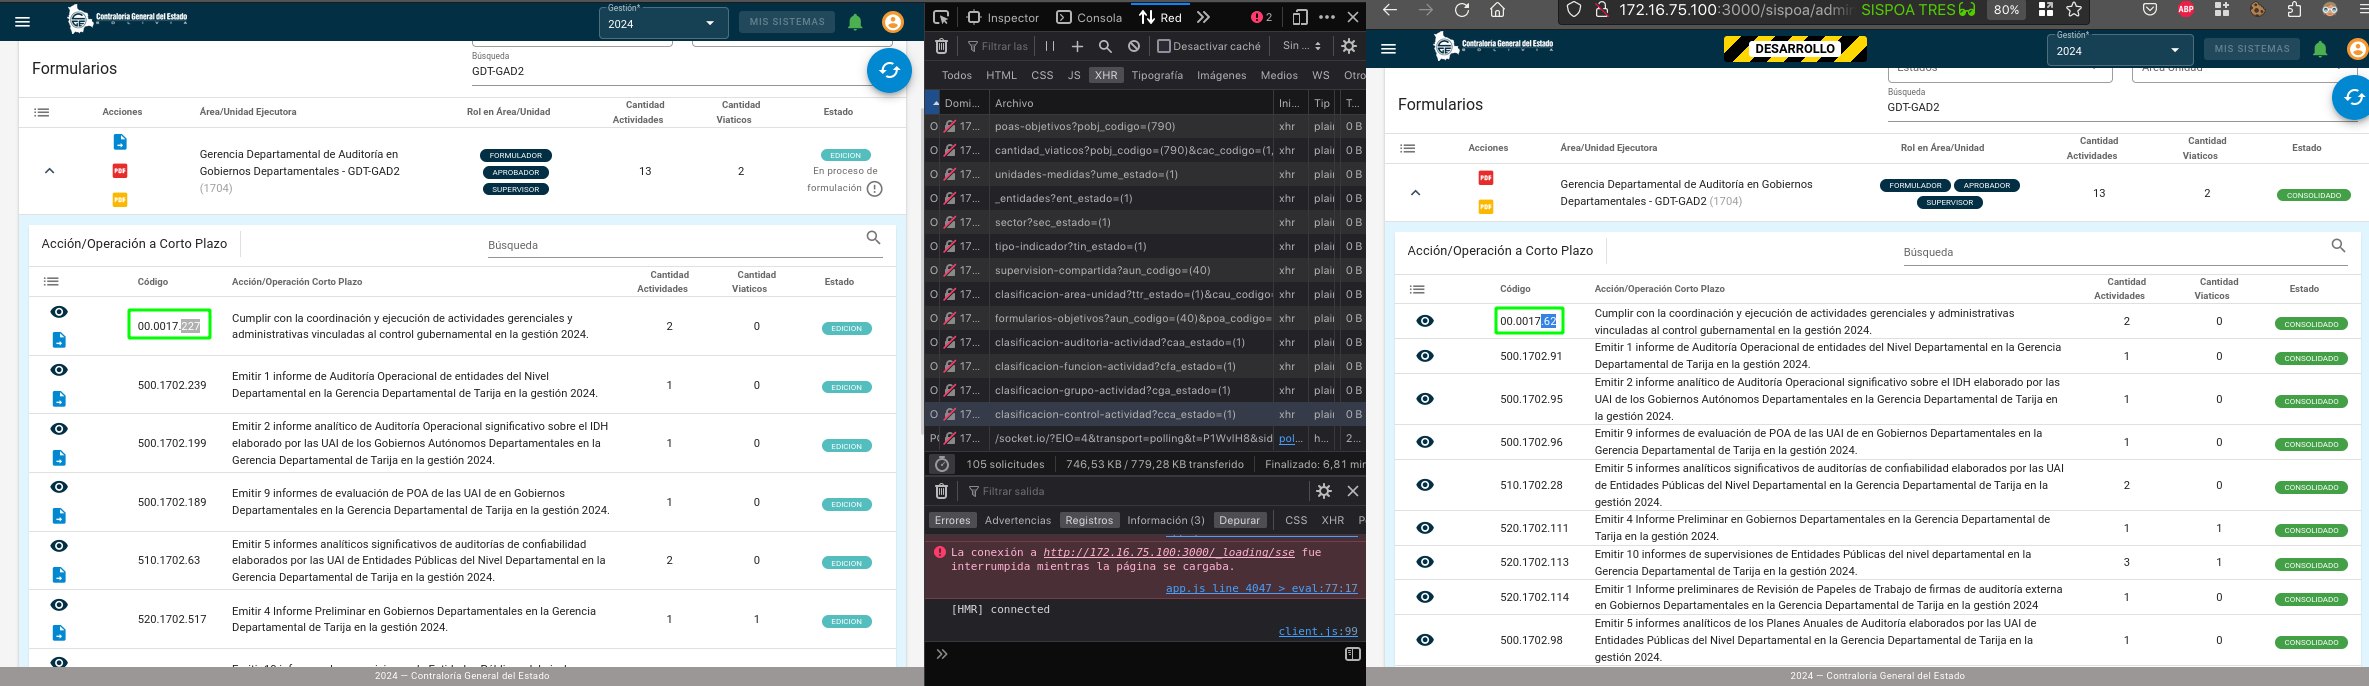 Contraloría General del Estado
BOLIVIA
Gestión*
2024
MIS SISTEMAS
Formularios
Búsqueda
GDT-GAD2
Acciones
Área/Unidad Ejecutora
Rol en Área/Unidad
Cantidad
Actividades
Cantidad
Viaticos
Estado
Gerencia Departamental de Auditoría en
Gobiernos Departamentales - GDT-GAD2
(1704)
PDF
PDF
FORMULADOR
APROBADOR
SUPERVISOR
13
2
EDICION
En proceso de
formulación
Acción/Operación a Corto Plazo
Búsqueda
Código
Acción/Operación Corto Plazo
Cantidad
Actividades
Cantidad
Viaticos
Estado
00.0017.227
Cumplir con la coordinación y ejecución de actividades gerenciales y
administrativas vinculadas al control gubernamental en la gestión 2024.
2
0
EDICION
500.1702.239
Emitir 1 informe de Auditoría Operacional de entidades del Nivel
Departamental en la Gerencia Departamental de Tarija en la gestión 2024.
1
0
EDICION
500.1702.199
Emitir 2 informe analítico de Auditoría Operacional significativo sobre el IDH
elaborado por las UAI de los Gobiernos Autónomos Departamentales en la
Gerencia Departamental de Tarija en la gestión 2024.
1
0
EDICION
500.1702.189
Emitir 9 informes de evaluación de POA de las UAI de en Gobiernos
Departamentales en la Gerencia Departamental de Tarija en la gestión 2024.
1
0
EDICION
510.1702.63
Emitir 5 informes analíticos significativos de auditorías de confiabilidad
elaborados por las UAI de Entidades Públicas del Nivel Departamental en la
Gerencia Departamental de Tarija en la gestión 2024.
2
0
EDICION
520.1702.517
Emitir 4 Informe Preliminar en Gobiernos Departamentales en la Gerencia
Departamental de Tarija en la gestión 2024.
1
1
EDICION
2024 — Contraloría General del Estado
Inspector
Consola
Red
2
Filtrar las
Desactivar caché
Sin ...
Todos HTML CSS JS XHR Tipografía Imágenes Medios WS Otro
Domi... Archivo Ini... Tip T...
O 17... poas-objetivos?pobj_codigo=(790) xhr plai 0 B
O 17... cantidad_viaticos?pobj_codigo=(790)&cac_codigo=(1, xhr plai 0 B
O 17... unidades-medidas?ume_estado=(1) xhr plai 0 B
O 17... _entidades?ent_estado=(1) xhr plai 0 B
O 17... sector?sec_estado=(1) xhr plai 0 B
O 17... tipo-indicador?tin_estado=(1) xhr plai 0 B
O 17... supervision-compartida?aun_codigo=(40) xhr plai 0 B
O 17... clasificacion-area-unidad?ttr_estado=(1)&cau_codigo xhr plai 0 B
O 17... formularios-objetivos?aun_codigo=(40)&poa_codigo= xhr plai 0 B
O 17... clasificacion-auditoria-actividad?caa_estado=(1) xhr plai 0 B
O 17... clasificacion-funcion-actividad?cfa_estado=(1) xhr plai 0 B
O 17... clasificacion-grupo-actividad?cga_estado=(1) xhr plai 0 B
O 17... clasificacion-control-actividad?cca_estado=(1) xhr plai 0 B
PO 17... /socket.io/?EIO=4&transport=polling&t=P1WvIH8&sid pol... h... 2...
105 solicitudes
746,53 KB / 779,28 KB transferido
Finalizado: 6,81 mir
Filtrar salida
Errores Advertencias Registros Información (3) Depurar CSS XHR P
La conexión a http://172.16.75.100:3000/_loading/sse fue
interrumpida mientras la página se cargaba.
app.js line 4047 > eval:77:17
[HMR] connected
client.js:99
172.16.75.100:3000/sispoa/admi
SISPOA TRES
80%
ABP
Contraloría General del Estado
BOLIVIA
DESARROLLO
Gestión*
2024
MIS SISTEMAS
Formularios
Búsqueda
GDT-GAD2
Acciones
Área/Unidad Ejecutora
Rol en Área/Unidad
Cantidad
Actividades
Cantidad
Viaticos
Estado
PDF
PDF
Gerencia Departamental de Auditoría en Gobiernos
Departamentales - GDT-GAD2 (1704)
FORMULADOR
APROBADOR
SUPERVISOR
13
2
CONSOLIDADO
Acción/Operación a Corto Plazo
Búsqueda
Código
Acción/Operación Corto Plazo
Cantidad
Actividades
Cantidad
Viaticos
Estado
00.0017.62
Cumplir con la coordinación y ejecución de actividades gerenciales y administrativas
vinculadas al control gubernamental en la gestión 2024.
2
0
CONSOLIDADO
500.1702.91
Emitir 1 informe de Auditoría Operacional de entidades del Nivel Departamental en la Gerencia
Departamental de Tarija en la gestión 2024.
1
0
CONSOLIDADO
500.1702.95
Emitir 2 informe analítico de Auditoría Operacional significativo sobre el IDH elaborado por las
UAI de los Gobiernos Autónomos Departamentales en la Gerencia Departamental de Tarija en
la gestión 2024.
1
0
CONSOLIDADO
500.1702.96
Emitir 9 informes de evaluación de POA de las UAI de en Gobiernos Departamentales en la
Gerencia Departamental de Tarija en la gestión 2024.
1
0
CONSOLIDADO
510.1702.28
Emitir 5 informes analíticos significativos de auditorías de confiabilidad elaborados por las UAI
de Entidades Públicas del Nivel Departamental en la Gerencia Departamental de Tarija en la
gestión 2024.
2
0
CONSOLIDADO
520.1702.111
Emitir 4 Informe Preliminar en Gobiernos Departamentales en la Gerencia Departamental de
Tarija en la gestión 2024.
1
1
CONSOLIDADO
520.1702.113
Emitir 10 informes de supervisiones de Entidades Públicas del nivel departamental en la
Gerencia Departamental de Tarija en la gestión 2024.
3
1
CONSOLIDADO
520.1702.114
Emitir 1 Informe preliminares de Revisión de Papeles de Trabajo de firmas de auditoría externa
en Gobiernos Departamentales en la Gerencia Departamental de Tarija en la gestión 2024
1
0
CONSOLIDADO
500.1702.98
Emitir 5 informes analíticos de los Planes Anuales de Auditoría elaborados por las UAI de
Entidades Públicas del Nivel Departamental en la Gerencia Departamental de Tarija en la
gestión 2024.
1
0
CONSOLIDADO
2024 — Contraloría General del Estado